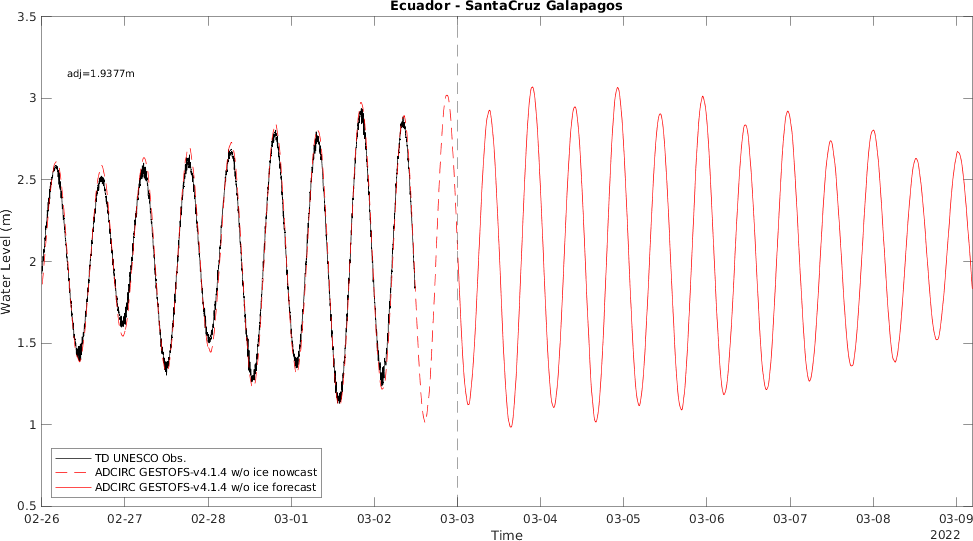 Ecuador - SantaCruz Galapagos
3.5
adj=1.9377m
3
2.5
2
1.5
1
0.5
Water Level (m)
TD UNESCO Obs.
ADCIRC GESTOFS-v4.1.4 w/o ice nowcast
ADCIRC GESTOFS-v4.1.4 w/o ice forecast
02-26 02-27 02-28 03-01 03-02 03-03 03-04 03-05 03-06 03-07 03-08 03-09
Time
2022